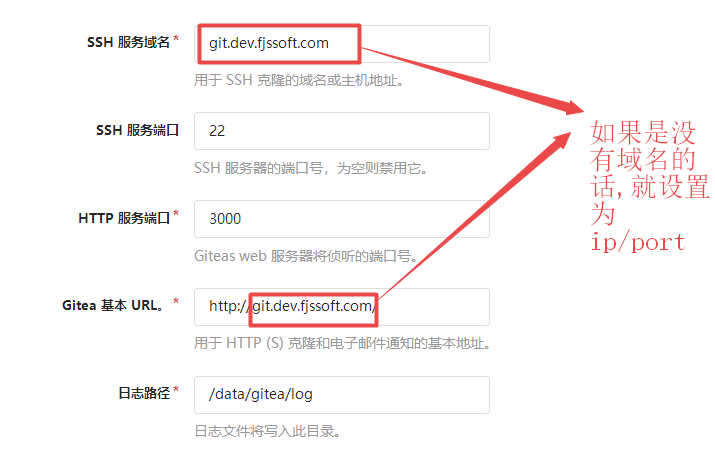 SSH 服务域名*
git.dev.fjssoft.com
用于 SSH 克隆的域名或主机地址。
SSH 服务端口
22
SSH 服务器的端口号，为空则禁用它。
HTTP 服务端口*
3000
Giteas web 服务器将侦听的端口号。
Gitea 基本 URL。*
http://git.dev.fjssoft.com/
用于 HTTP (S) 克隆和电子邮件通知的基本地址。
日志路径*
/data/gitea/log
日志文件将写入此目录。
如果是没
有域名的
话,就设置
为
ip/port